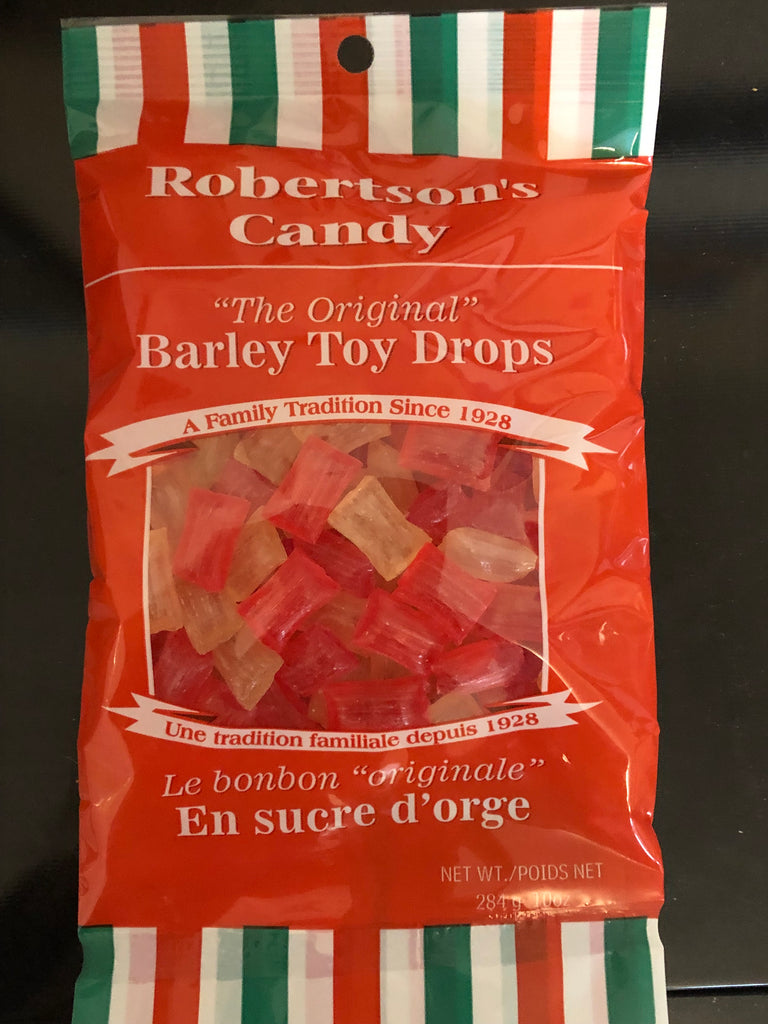 Robertson's
Candy
"The Original"
Barley Toy Drops
A Family Tradition Since 1928
Une tradition familiale depuis 1928
Le bonbon "originale"
En sucre d'orge
NET WT./POIDS NET
284 g 10oz